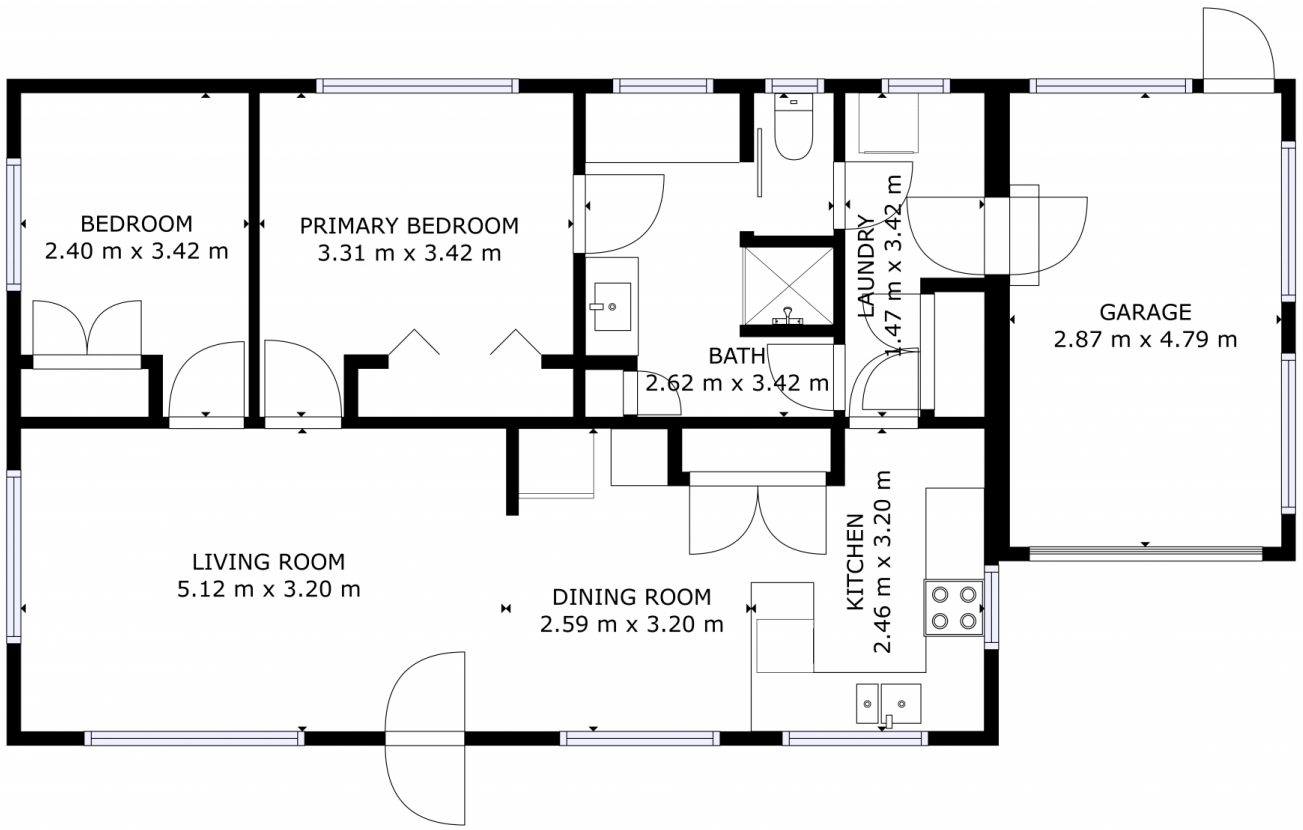 BEDROOM
2.40 m x 3.42 m
PRIMARY BEDROOM
3.31 m x 3.42 m
BATH
2.62 m x 3.42 m
LAUNDRY
1.47 m x 3.42 m
GARAGE
2.87 m x 4.79 m
LIVING ROOM
5.12 m x 3.20 m
DINING ROOM
2.59 m x 3.20 m
KITCHEN
2.46 m x 3.20 m